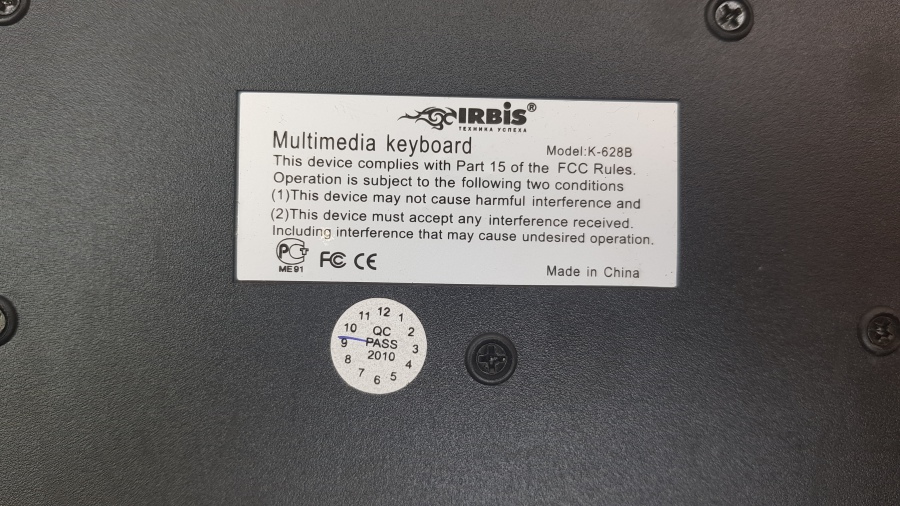 IRBiS®
ТЕХНИКА УСПЕХА
Multimedia keyboard
Model:K-628B
This device complies with Part 15 of the FCC Rules.
Operation is subject to the following two conditions
(1)This device may not cause harmful interference and
(2)This device must accept any interference received.
Including interference that may cause undesired operation.
РСТ
ME91
FC CE
Made in China
11 12 1
10 QC 2
9 PASS 3
8 2010 4
7 6 5